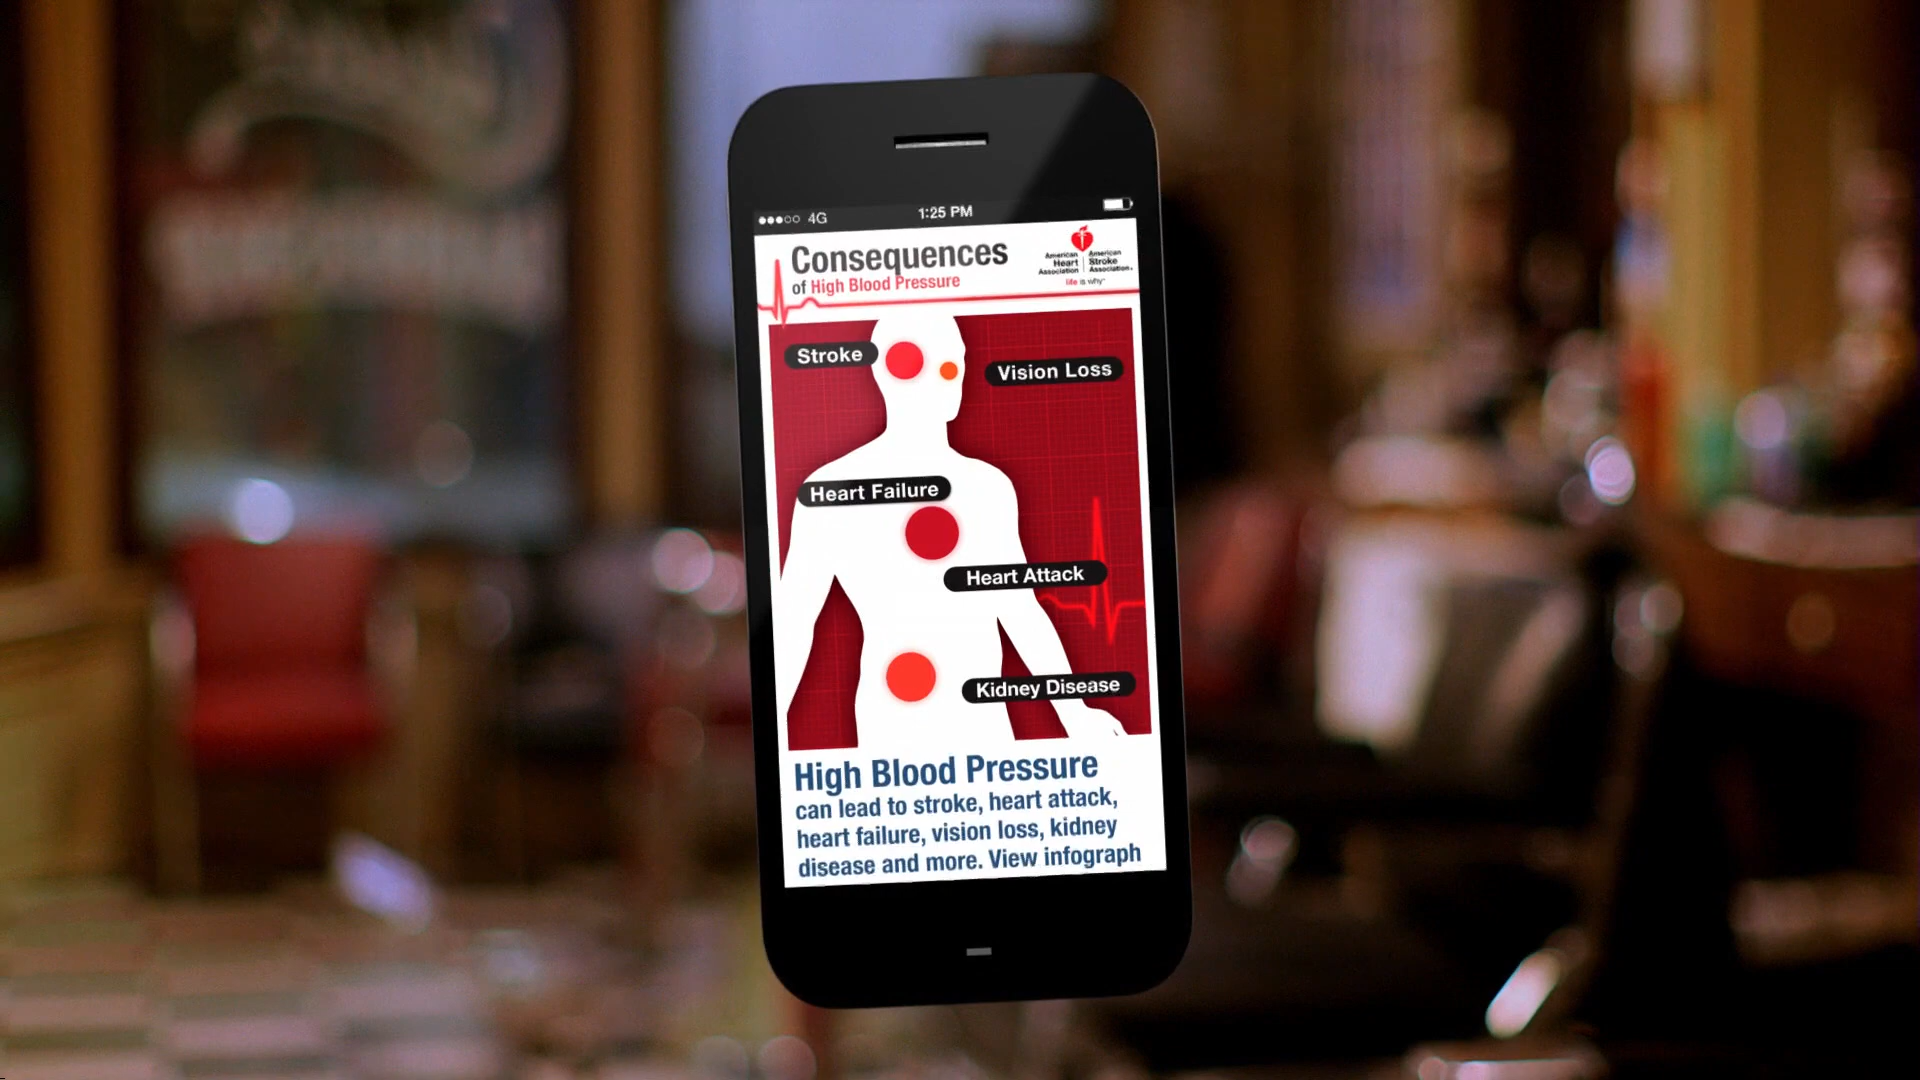 4G
1:25 PM
Consequences
of High Blood Pressure
American Heart Association
American Stroke Association®
life is why™
Stroke
Vision Loss
Heart Failure
Heart Attack
Kidney Disease
High Blood Pressure
can lead to stroke, heart attack,
heart failure, vision loss, kidney
disease and more. View infograph